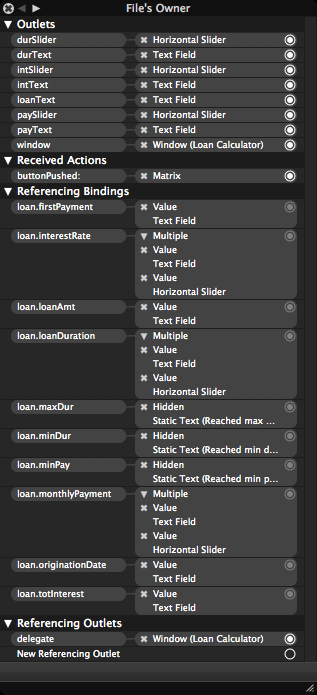 File's Owner
Outlets
durSlider Horizontal Slider
durText Text Field
intSlider Horizontal Slider
intText Text Field
loanText Text Field
paySlider Horizontal Slider
payText Text Field
window Window (Loan Calculator)
Received Actions
buttonPushed: Matrix
Referencing Bindings
loan.firstPayment Value
Text Field
loan.interestRate Multiple
Value
Text Field
Value
Horizontal Slider
loan.loanAmt Value
Text Field
loan.loanDuration Multiple
Value
Text Field
Value
Horizontal Slider
loan.maxDur Hidden
Static Text (Reached max ...
loan.minDur Hidden
Static Text (Reached min d...
loan.minPay Hidden
Static Text (Reached min p...
loan.monthlyPayment Multiple
Value
Text Field
Value
Horizontal Slider
loan.originationDate Value
Text Field
loan.totInterest Value
Text Field
Referencing Outlets
delegate Window (Loan Calculator)
New Referencing Outlet